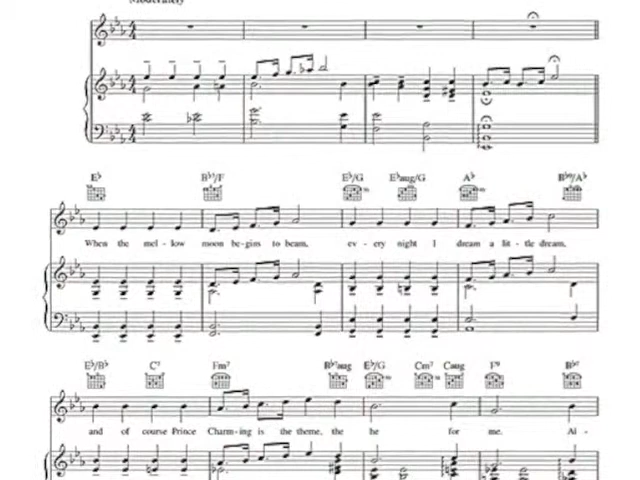 Moderately
E♭ B♭7/F E♭/G E♭aug/G A♭ B♭9/A♭
When the mel - low moon be - gins to beam, ev - ery night I dream a lit - tle dream,
E♭/B♭ C7 Fm7 B♭7aug E♭/G Cm7 Caug F9 B♭7
and of course Prince Charm - ing is the theme, the he for me. Al -